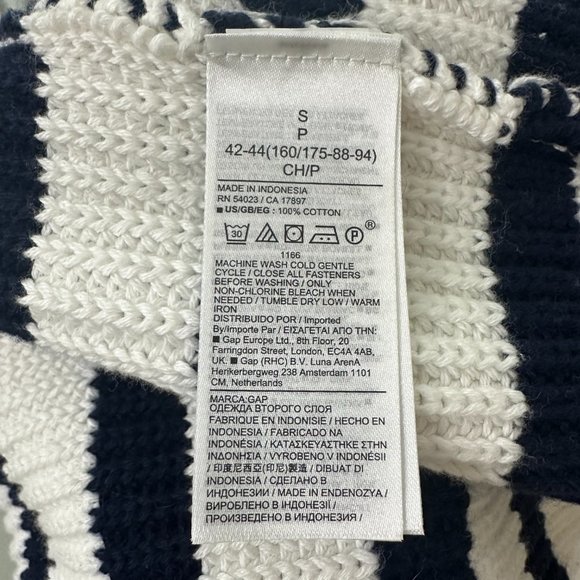 S
P
42-44(160/175-88-94)
CH/P
MADE IN INDONESIA
RN 54023 / CA 17897
■ US/GB/EG : 100% COTTON
30 P ®
1166
MACHINE WASH COLD GENTLE
CYCLE / CLOSE ALL FASTENERS
BEFORE WASHING / ONLY
NON-CHLORINE BLEACH WHEN
NEEDED / TUMBLE DRY LOW / WARM
IRON
DISTRIBUIDO POR / Imported
By/Importe Par / ΕΙΣΑΓΕΤΑΙ ΑΠΟ ΤΗΝ:
■ Gap Europe Ltd., 8th Floor, 20
Farringdon Street, London, EC4A 4AB,
UK. ■ Gap (RHC) B.V. Luna ArenA
Herikerbergweg 238 Amsterdam 1101
CM, Netherlands
MARCA:GAP
ОДЕЖДА ВТОРОГО СЛОЯ
FABRIQUE EN INDONISIE / HECHO EN
INDONESIA / FABRICADO NA
INDONÉSIA / ΚΑΤΑΣΚΕΥΑΣΤΗΚΕ ΣΤΗΝ
ΙΝΔΟΝΗΣΙΑ / VYROBENO V INDONÉSII
/ 印度尼西亞(印尼)製造 / DIBUAT DI
INDONESIA / СДЕЛАНО В
ИНДОНЕЗИИ / MADE IN ENDENOZYA /
ВИРОБЛЕНО В ІНДОНЕЗІЇ /
ПРОИЗВЕДЕНО В ИНДОНЕЗИЯ /